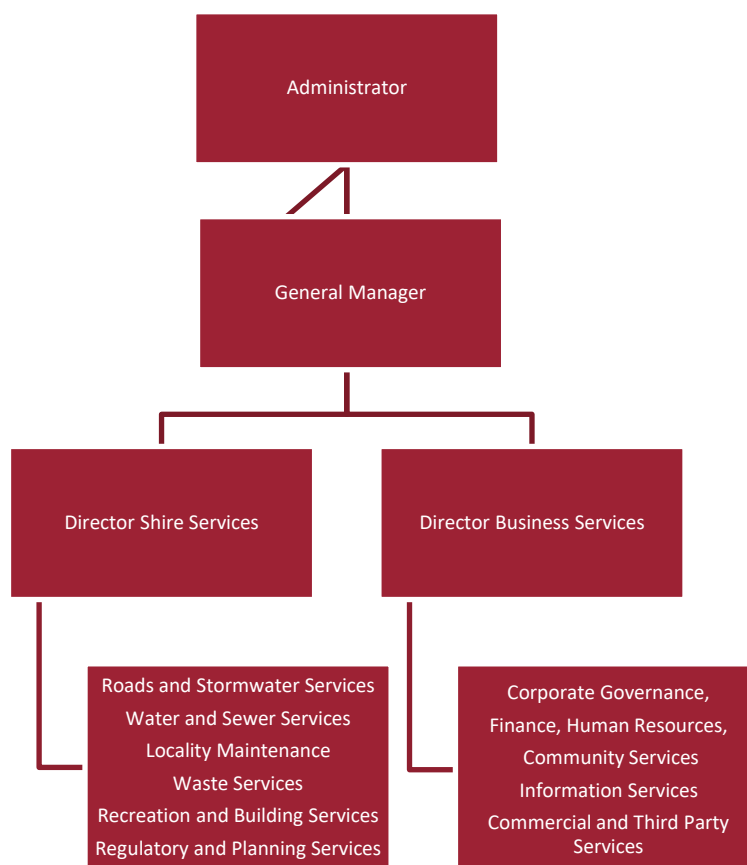 Administrator
General Manager
Director Shire Services
Director Business Services
Roads and Stormwater Services
Water and Sewer Services
Locality Maintenance
Waste Services
Recreation and Building Services
Regulatory and Planning Services
Corporate Governance,
Finance, Human Resources,
Community Services
Information Services
Commercial and Third Party
Services